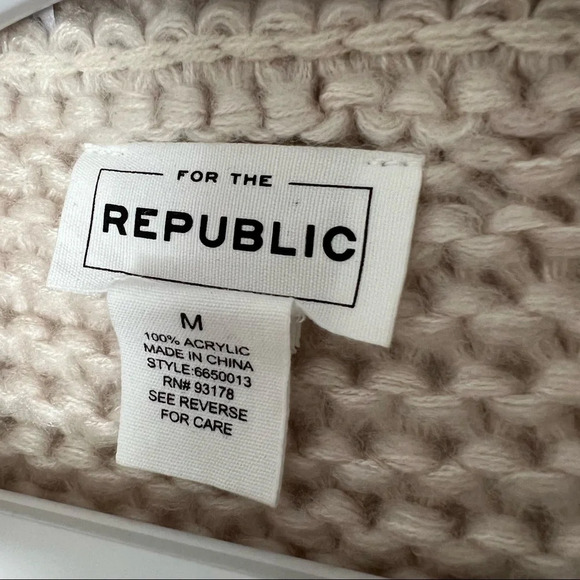 FOR THE
REPUBLIC
M
100% ACRYLIC
MADE IN CHINA
STYLE:6650013
RN# 93178
SEE REVERSE
FOR CARE